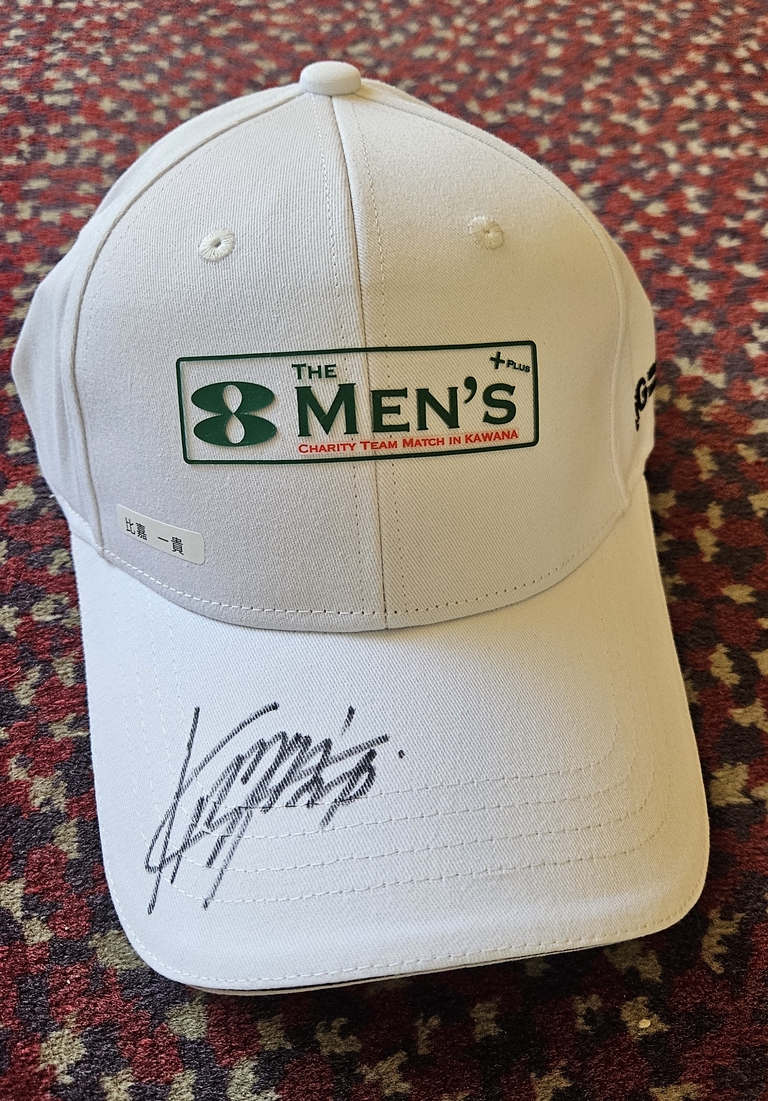 THE
+PLUS
8 MEN'S
CHARITY TEAM MATCH IN KAWANA
比嘉 一貴